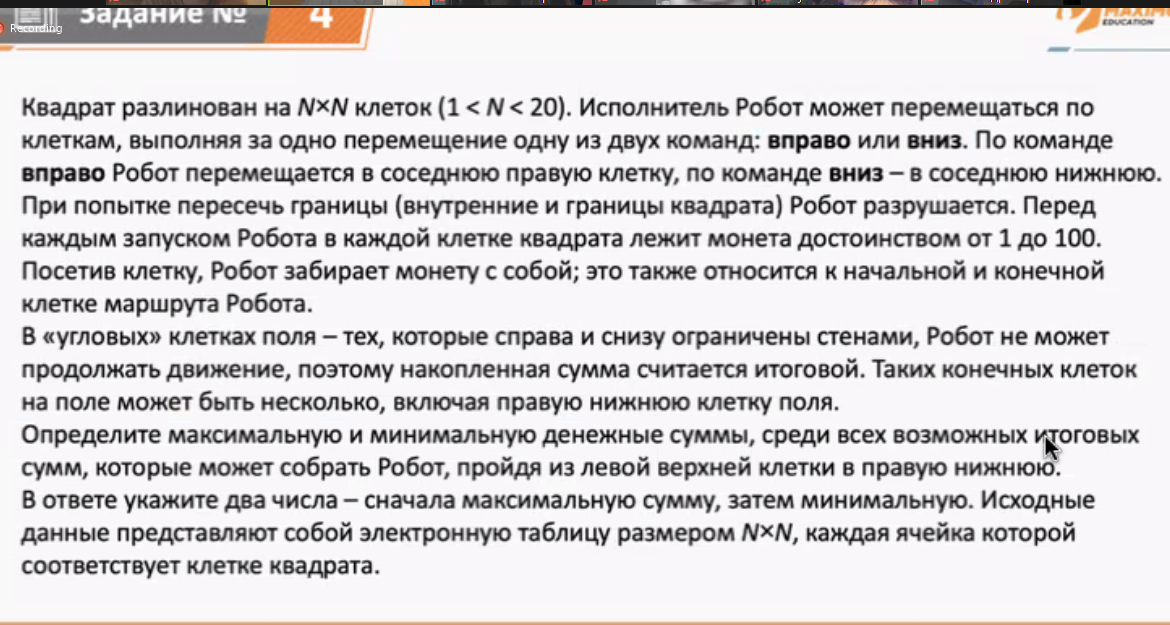 Задание №
4
Recording
EDUCATION
Квадрат разлинован на N×N клеток (1 < N < 20). Исполнитель Робот может перемещаться по
клеткам, выполняя за одно перемещение одну из двух команд: вправо или вниз. По команде
вправо Робот перемещается в соседнюю правую клетку, по команде вниз – в соседнюю нижнюю.
При попытке пересечь границы (внутренние и границы квадрата) Робот разрушается. Перед
каждым запуском Робота в каждой клетке квадрата лежит монета достоинством от 1 до 100.
Посетив клетку, Робот забирает монету с собой; это также относится к начальной и конечной
клетке маршрута Робота.
В «угловых» клетках поля – тех, которые справа и снизу ограничены стенами, Робот не может
продолжать движение, поэтому накопленная сумма считается итоговой. Таких конечных клеток
на поле может быть несколько, включая правую нижнюю клетку поля.
Определите максимальную и минимальную денежные суммы, среди всех возможных итоговых
сумм, которые может собрать Робот, пройдя из левой верхней клетки в правую нижнюю.
В ответе укажите два числа – сначала максимальную сумму, затем минимальную. Исходные
данные представляют собой электронную таблицу размером N×N, каждая ячейка которой
соответствует клетке квадрата.